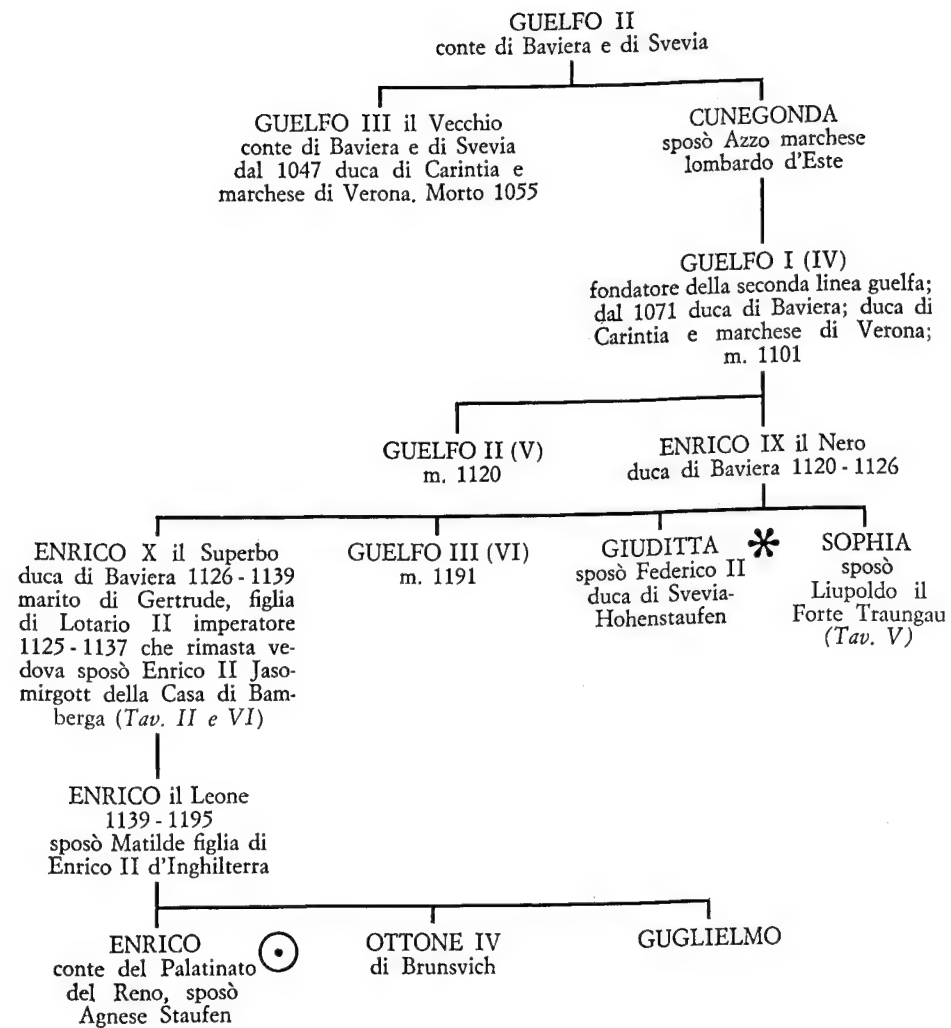 GUELFO II
conte di Baviera e di Svevia
GUELFO III il Vecchio
conte di Baviera e di Svevia
dal 1047 duca di Carintia e
marchese di Verona. Morto 1055
CUNEGONDA
sposò Azzo marchese
lombardo d'Este
GUELFO I (IV)
fondatore della seconda linea guelfa;
dal 1071 duca di Baviera; duca di
Carintia e marchese di Verona;
m. 1101
GUELFO II (V)
m. 1120
ENRICO IX il Nero
duca di Baviera 1120 - 1126
ENRICO X il Superbo
duca di Baviera 1126 - 1139
marito di Gertrude, figlia
di Lotario II imperatore
1125 - 1137 che rimasta ve-
dova sposò Enrico II Jaso-
mirgott della Casa di Bam-
berga (Tav. II e VI)
GUELFO III (VI)
m. 1191
GIUDITTA
sposò Federico II
duca di Svevia-
Hohenstaufen
SOPHIA
sposò
Liupoldo il
Forte Traungau
(Tav. V)
ENRICO il Leone
1139 - 1195
sposò Matilde figlia di
Enrico II d'Inghilterra
ENRICO
conte del Palatinato
del Reno, sposò
Agnese Staufen
OTTONE IV
di Brunsvich
GUGLIELMO